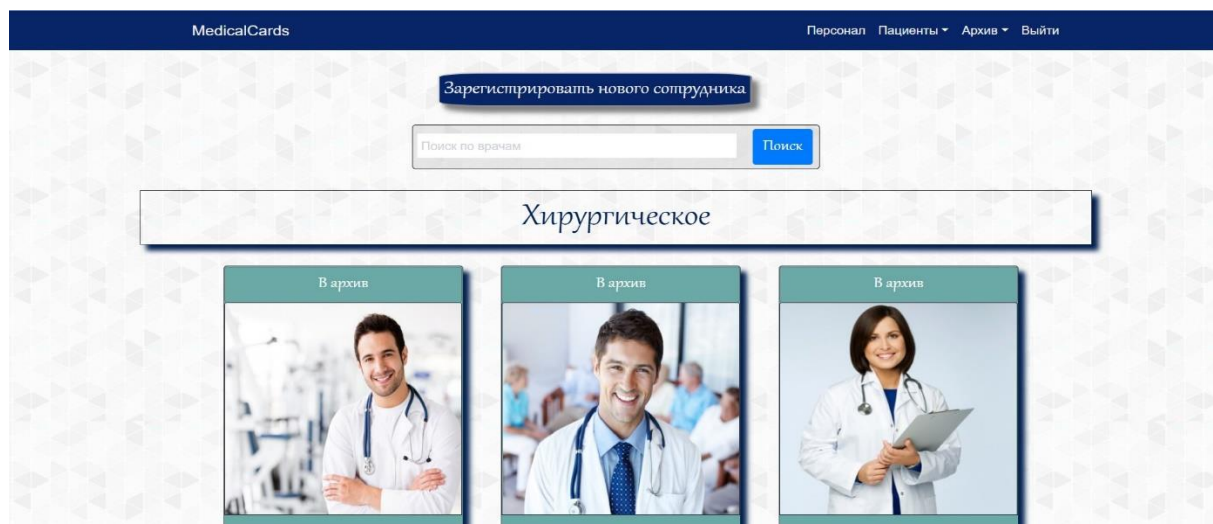 MedicalCards Персонал Пациенты Архив Выйти
Зарегистрировать нового сотрудника
Поиск по врачам Поиск
Хирургическое
В архив В архив В архив